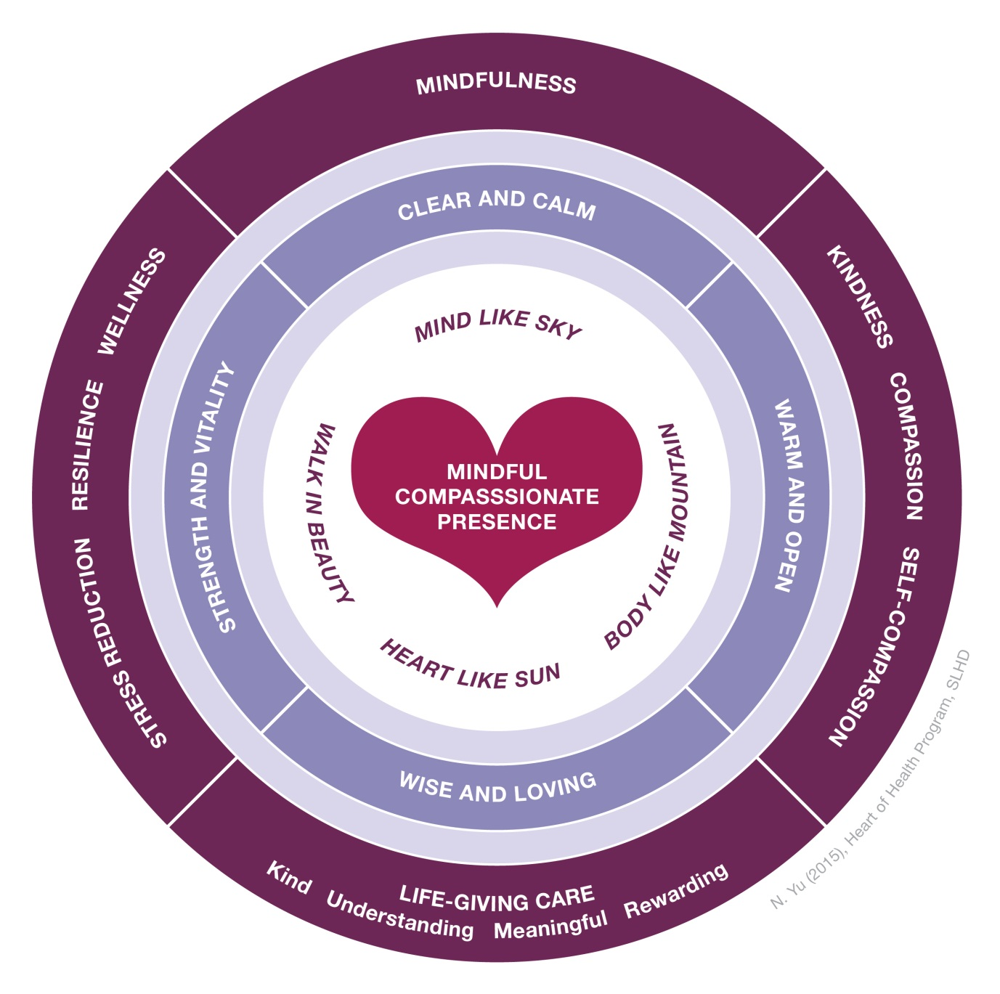 MINDFULNESS
KINDNESS COMPASSION SELF-COMPASSION
LIFE-GIVING CARE
Kind Understanding Meaningful Rewarding
STRESS REDUCTION RESILIENCE WELLNESS
CLEAR AND CALM
WARM AND OPEN
WISE AND LOVING
STRENGTH AND VITALITY
MIND LIKE SKY
BODY LIKE MOUNTAIN
HEART LIKE SUN
WALK IN BEAUTY
MINDFUL
COMPASSSIONATE
PRESENCE
N. Yu (2015), Heart of Health Program, SLHD